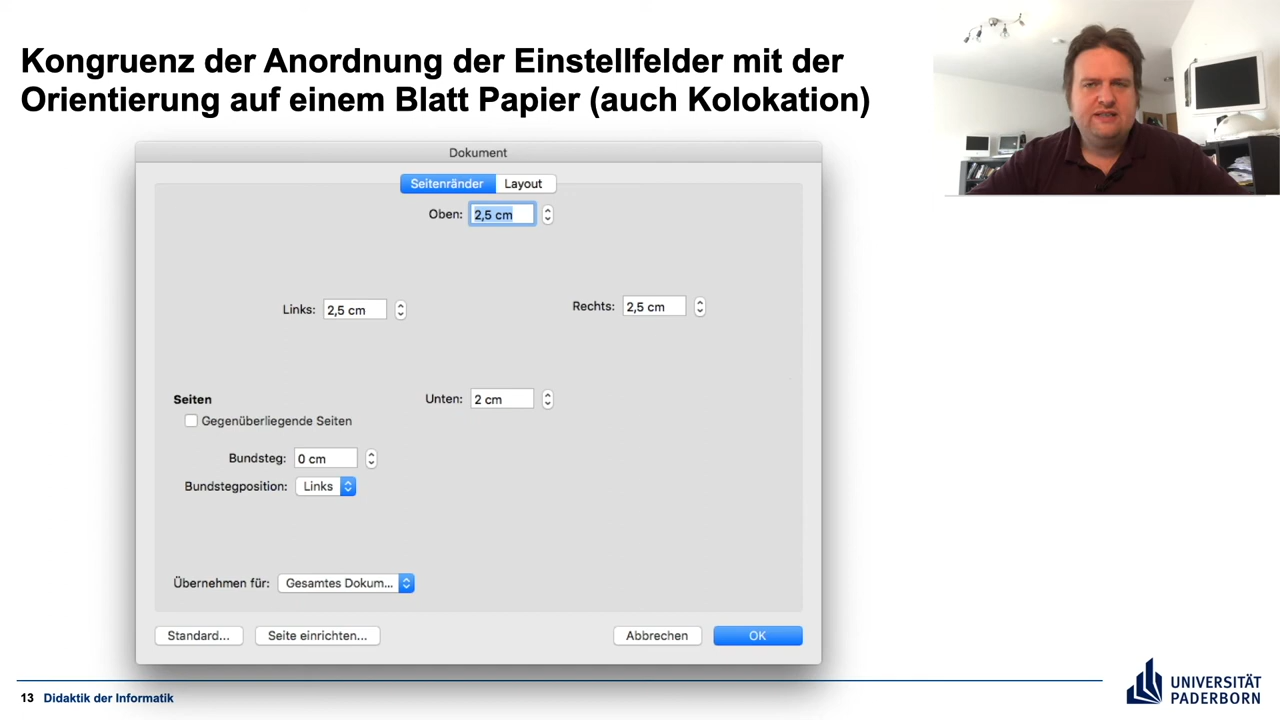 Kongruenz der Anordnung der Einstellfelder mit der
Orientierung auf einem Blatt Papier (auch Kolokation)
Dokument
Seitenränder Layout
Oben: 2,5 cm
Links: 2,5 cm
Rechts: 2,5 cm
Seiten
Unten: 2 cm
Gegenüberliegende Seiten
Bundsteg: 0 cm
Bundstegposition: Links
Übernehmen für: Gesamtes Dokum...
Standard... Seite einrichten... Abbrechen OK
13 Didaktik der Informatik
UNIVERSITÄT
PADERBORN